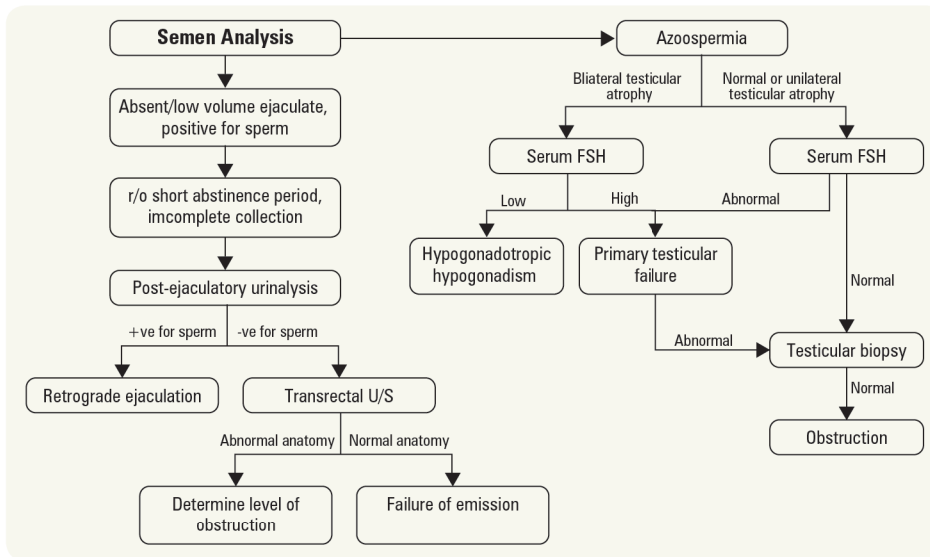 Semen Analysis
Azoospermia
Absent/low volume ejaculate,
positive for sperm
Bliateral testicular
atrophy
Normal or unilateral
testicular atrophy
Serum FSH
Serum FSH
r/o short abstinence period,
imcomplete collection
Low
High
Abnormal
Hypogonadotropic
hypogonadism
Primary testicular
failure
Post-ejaculatory urinalysis
Normal
+ve for sperm
-ve for sperm
Abnormal
Testicular biopsy
Retrograde ejaculation
Transrectal U/S
Normal
Obstruction
Abnormal anatomy
Normal anatomy
Determine level of
obstruction
Failure of emission